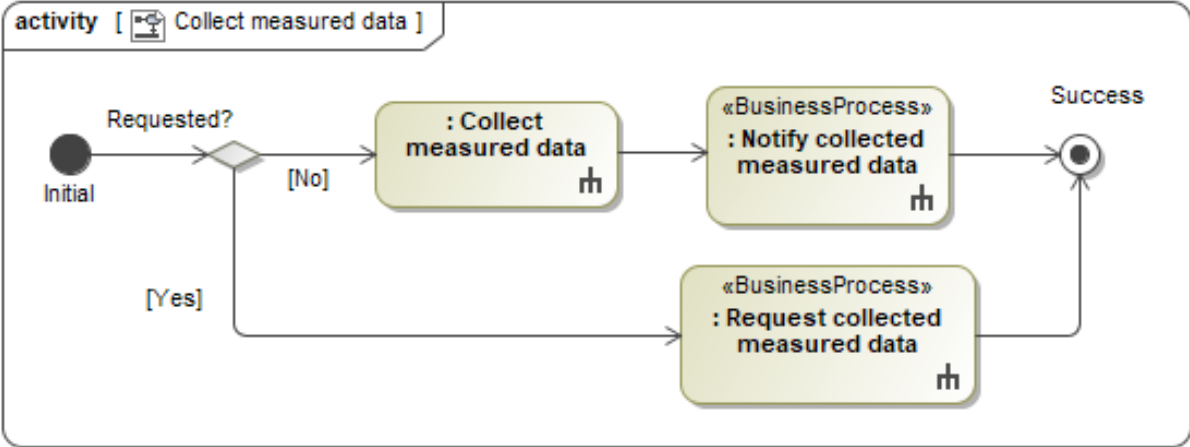 activity [ Collect measured data ]
Requested?
Initial
[No]
[Yes]
: Collect
measured data
«BusinessProcess»
: Notify collected
measured data
Success
«BusinessProcess»
: Request collected
measured data